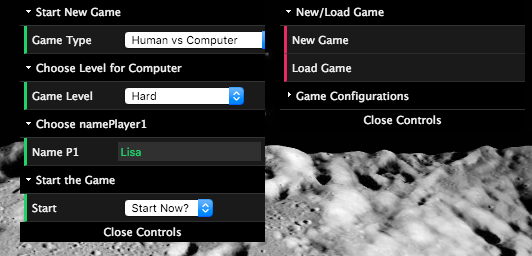 Start New Game
Game Type Human vs Computer
Choose Level for Computer
Game Level Hard
Choose namePlayer1
Name P1 Lisa
Start the Game
Start Start Now?
Close Controls
New/Load Game
New Game
Load Game
Game Configurations
Close Controls